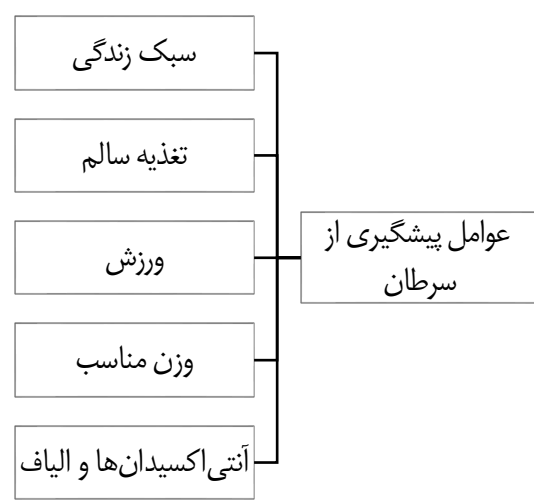 عوامل پیشگیری از
سرطان
سبک زندگی
تغذیه سالم
ورزش
وزن مناسب
آنتی‌اکسیدان‌ها و الیاف